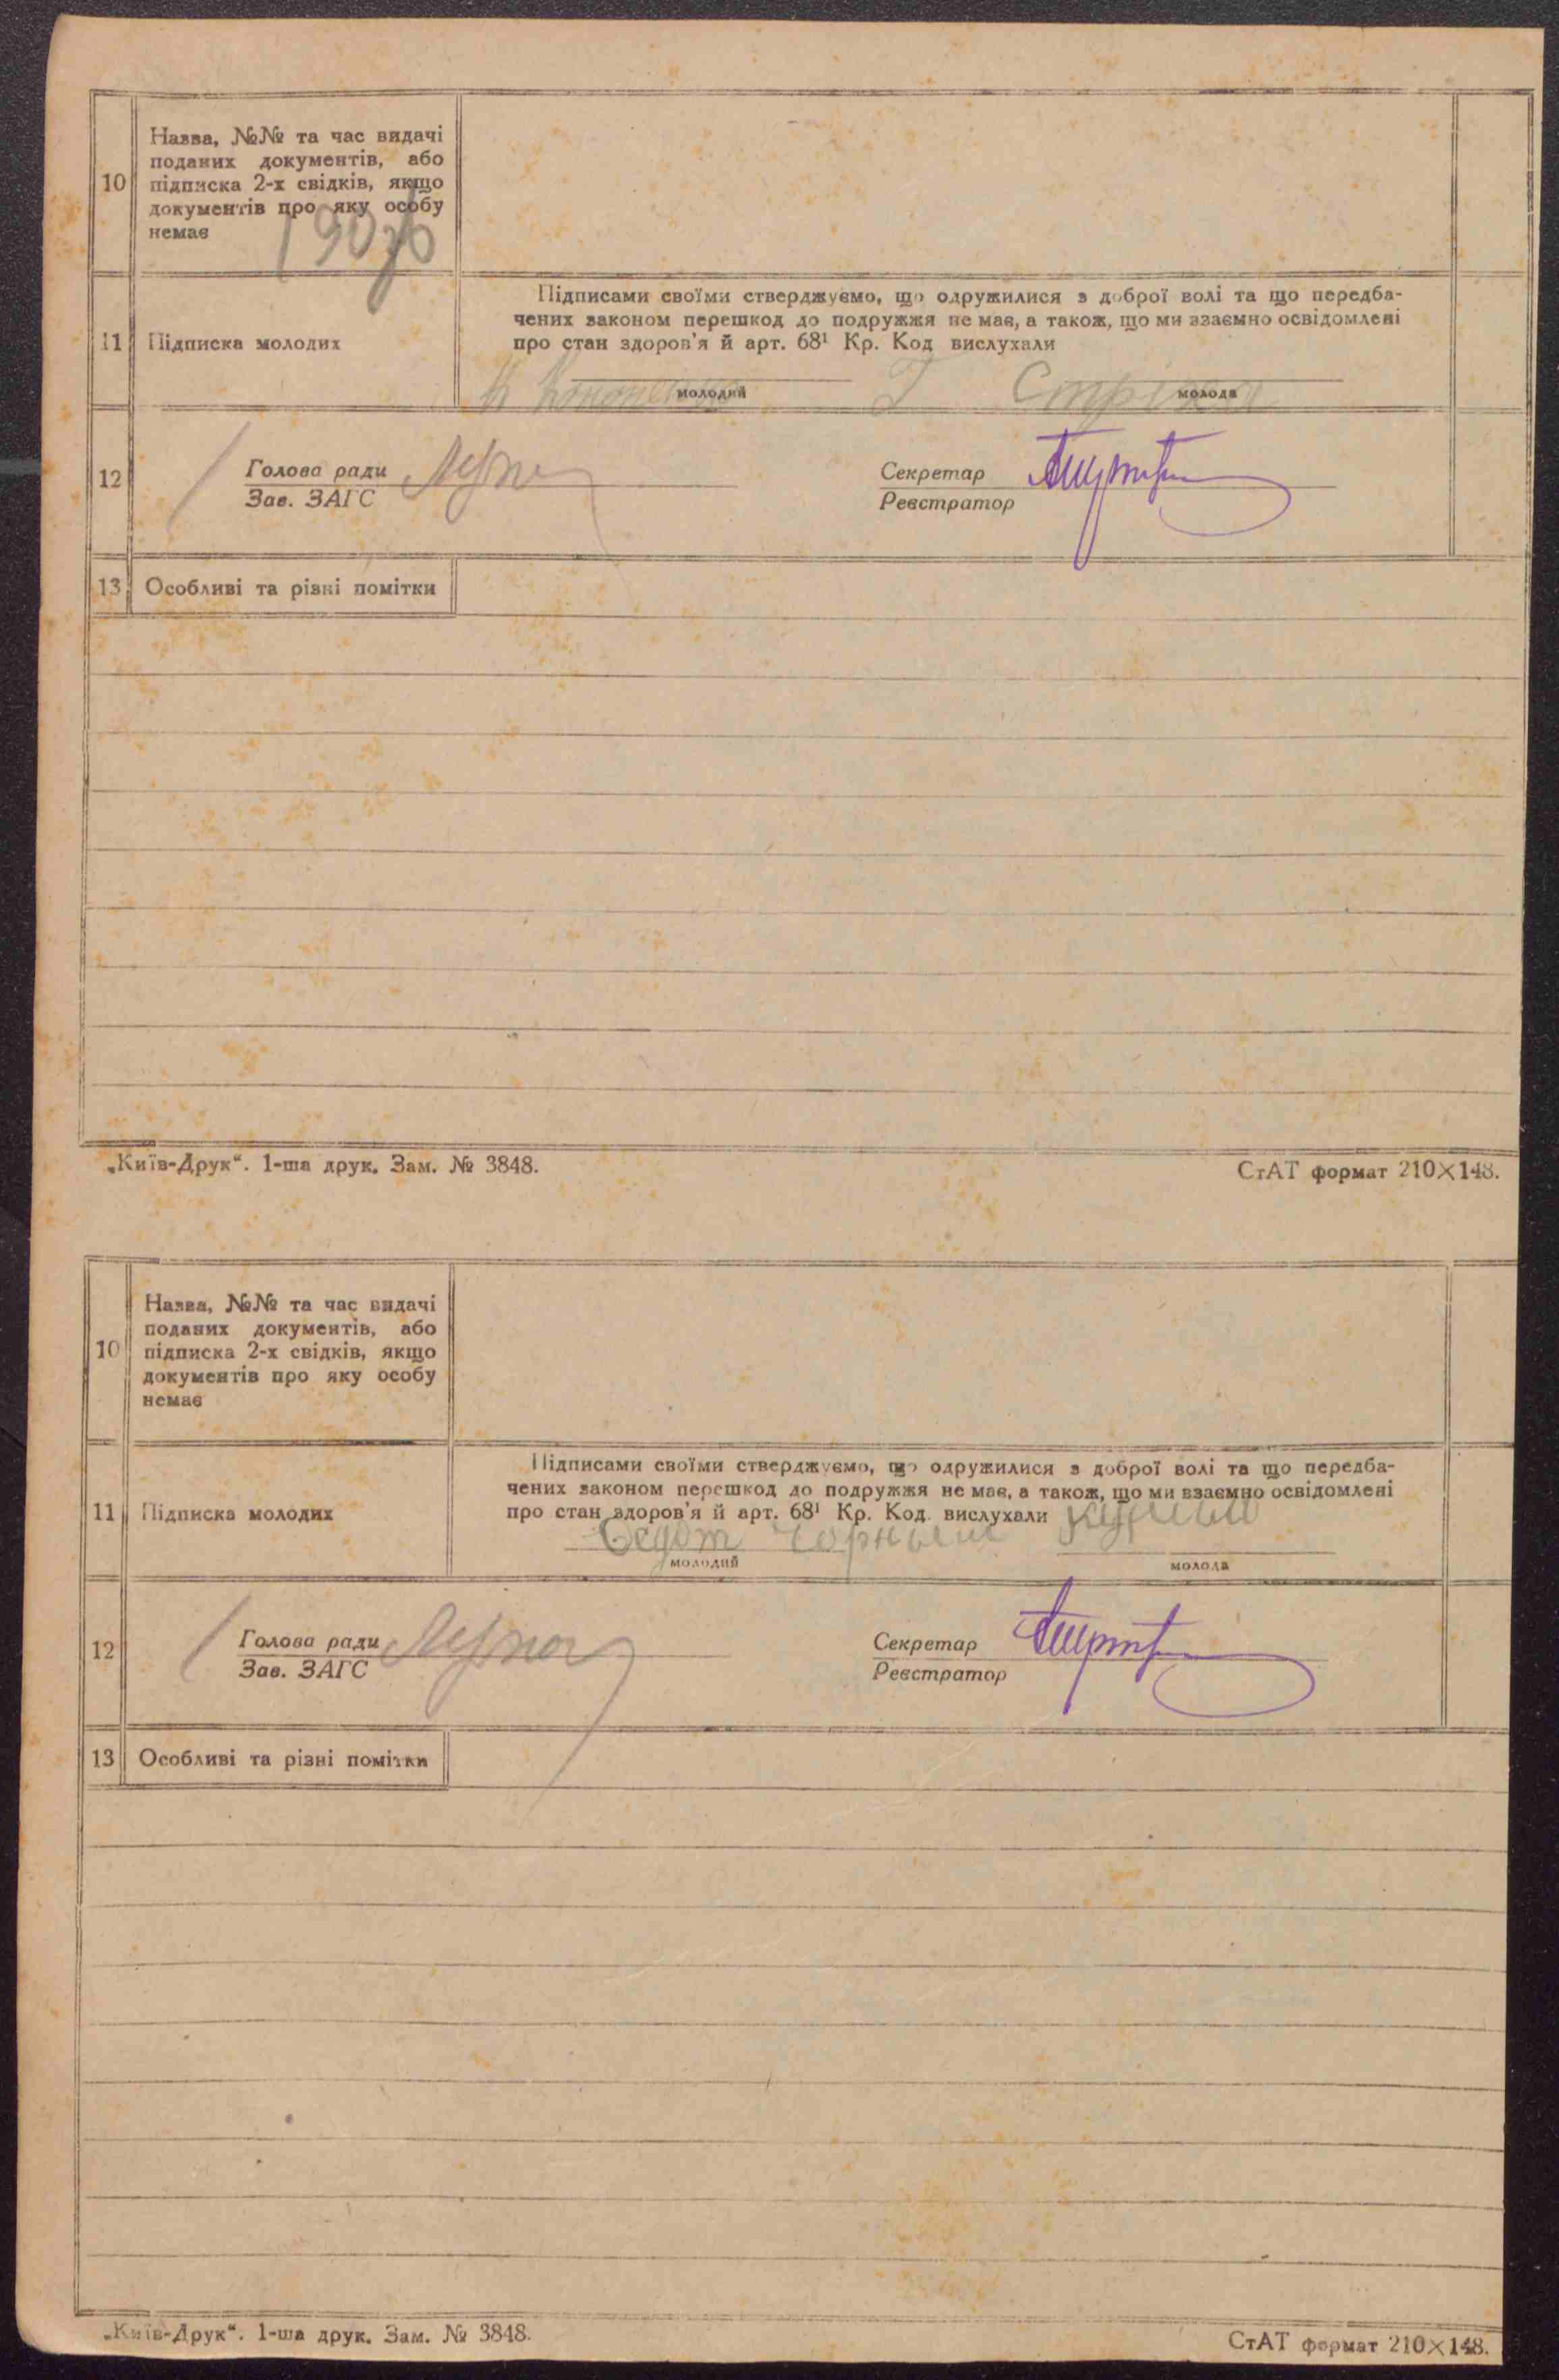 10
Назва, №№ та час видачі
поданих документів, або
підписка 2-х свідків, якщо
документів про яку особу
немає
11
Підписка молодих
Підписами своїми стверджуємо, що одружилися з доброї волі та що передба-
чених законом перешкод до подружжя не має, а також, що ми взаємно освідомлені
про стан здоров'я й арт. 68¹ Кр. Код вислухали
молодий
молода
12
Голова ради
Зав. ЗАГС
Секретар
Реєстратор
13
Особливі та різні помітки
„Київ-Друк“. 1-ша друк. Зам. № 3848.
СтАТ формат 210×148.
10
Назва, №№ та час видачі
поданих документів, або
підписка 2-х свідків, якщо
документів про яку особу
немає
11
Підписка молодих
Підписами своїми стверджуємо, що одружилися з доброї волі та що передба-
чених законом перешкод до подружжя не має, а також, що ми взаємно освідомлені
про стан здоров'я й арт. 68¹ Кр. Код вислухали
молодий
молода
12
Голова ради
Зав. ЗАГС
Секретар
Реєстратор
13
Особливі та різні помітки
„Київ-Друк“. 1-ша друк. Зам. № 3848.
СтАТ формат 210×148.